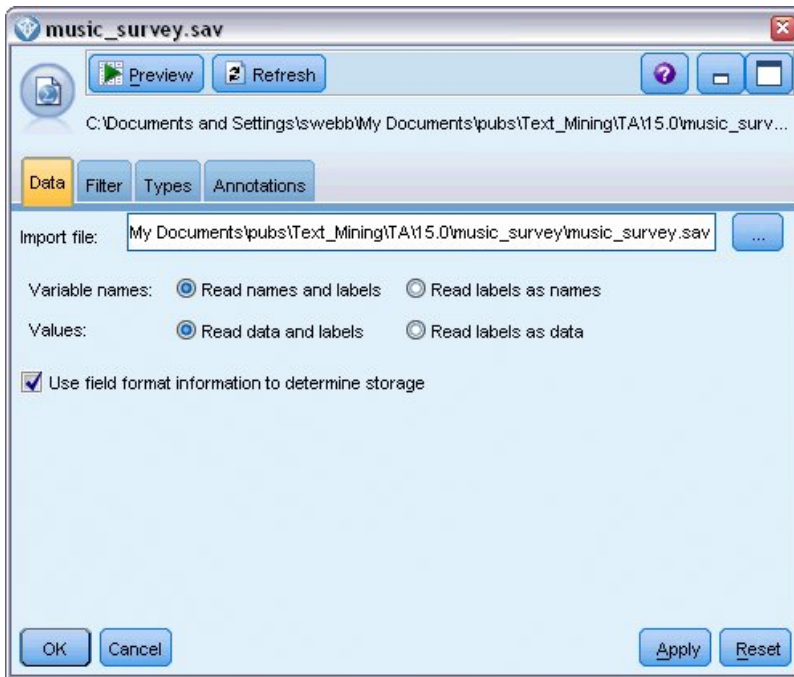 music_survey.sav
Preview Refresh
C:\Documents and Settings\swebb\My Documents\pubs\Text_Mining\TA\15.0\music_surv...
Data Filter Types Annotations
Import file: My Documents\pubs\Text_Mining\TA\15.0\music_survey\music_survey.sav ...
Variable names: Read names and labels Read labels as names
Values: Read data and labels Read labels as data
Use field format information to determine storage
OK Cancel Apply Reset